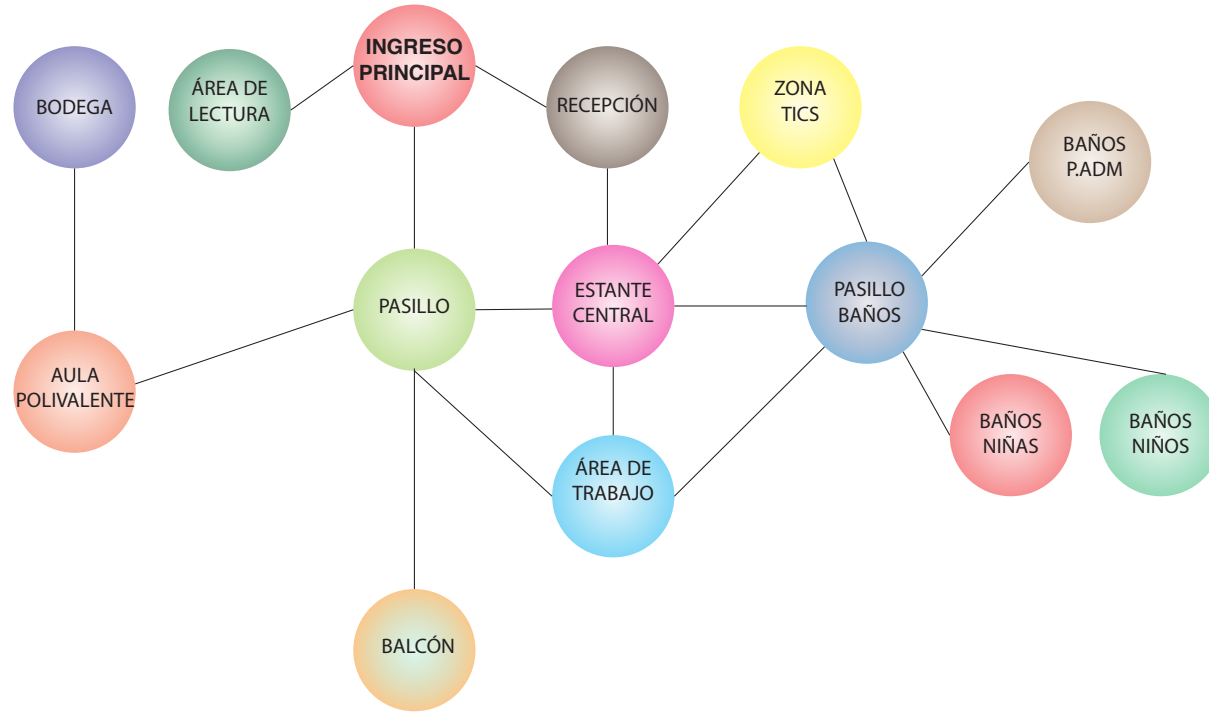 INGRESO
PRINCIPAL
BODEGA
ÁREA DE
LECTURA
RECEPCIÓN
ZONA
TICS
BAÑOS
P.ADM
PASILLO
ESTANTE
CENTRAL
PASILLO
BAÑOS
AULA
POLIVALENTE
ÁREA DE
TRABAJO
BAÑOS
NIÑAS
BAÑOS
NIÑOS
BALCÓN